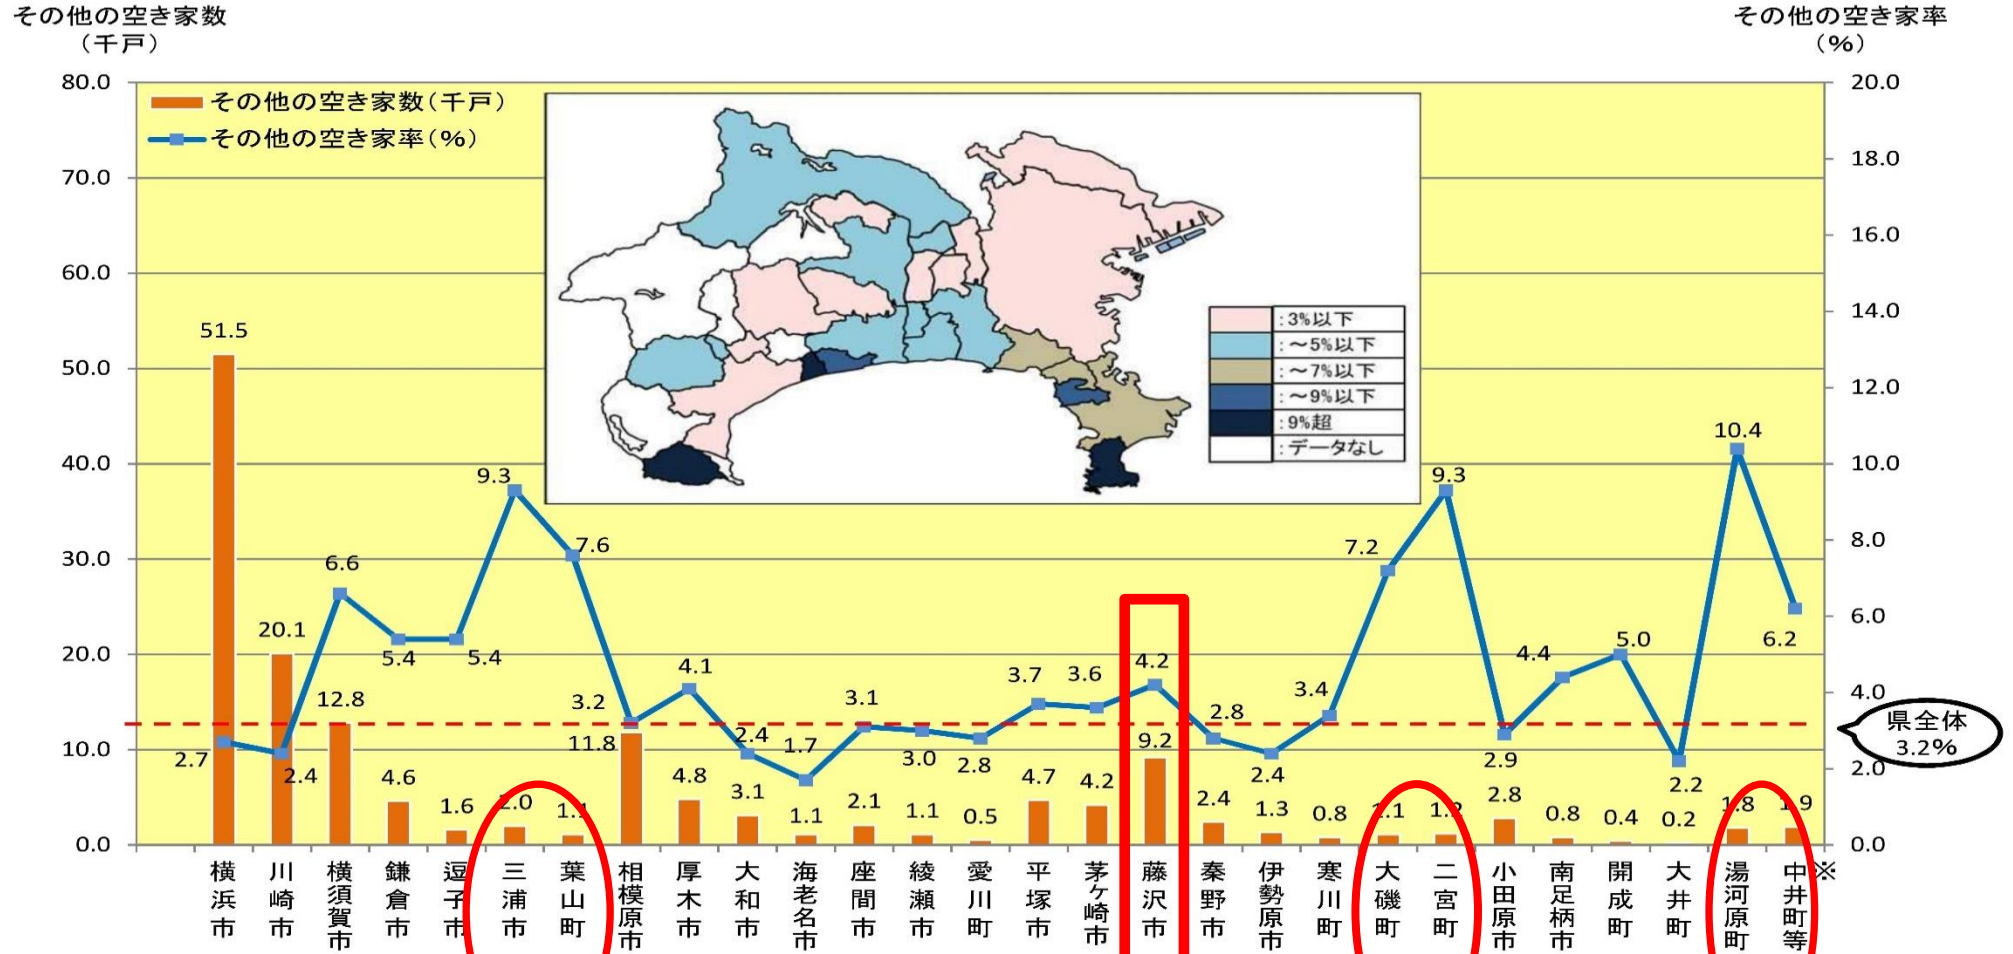 その他の空き家数
（千戸）
その他の空き家率
（%）
80.0
70.0
60.0
50.0
40.0
30.0
20.0
10.0
0.0
20.0
18.0
16.0
14.0
12.0
10.0
8.0
6.0
4.0
2.0
0.0
その他の空き家数（千戸）
その他の空き家率（%）
：3%以下
：～5%以下
：～7%以下
：～9%以下
：9%超
：データなし
51.5
20.1
12.8
4.6
1.6
2.0
1.1
11.8
4.8
3.1
1.1
2.1
1.1
0.5
4.7
4.2
9.2
2.4
1.3
0.8
1.1
1.2
2.8
0.8
0.4
0.2
1.8
1.9
2.7
2.4
6.6
5.4
5.4
9.3
7.6
3.2
4.1
2.4
1.7
3.1
3.0
2.8
3.7
3.6
4.2
2.8
2.4
3.4
7.2
9.3
2.9
4.4
5.0
2.2
10.4
6.2
県全体
3.2%
横浜市
川崎市
横須賀市
鎌倉市
逗子市
三浦市
葉山町
相模原市
厚木市
大和市
海老名市
座間市
綾瀬市
愛川町
平塚市
茅ヶ崎市
藤沢市
秦野市
伊勢原市
寒川町
大磯町
二宮町
小田原市
南足柄市
開成町
大井町
湯河原町
中井町等
※